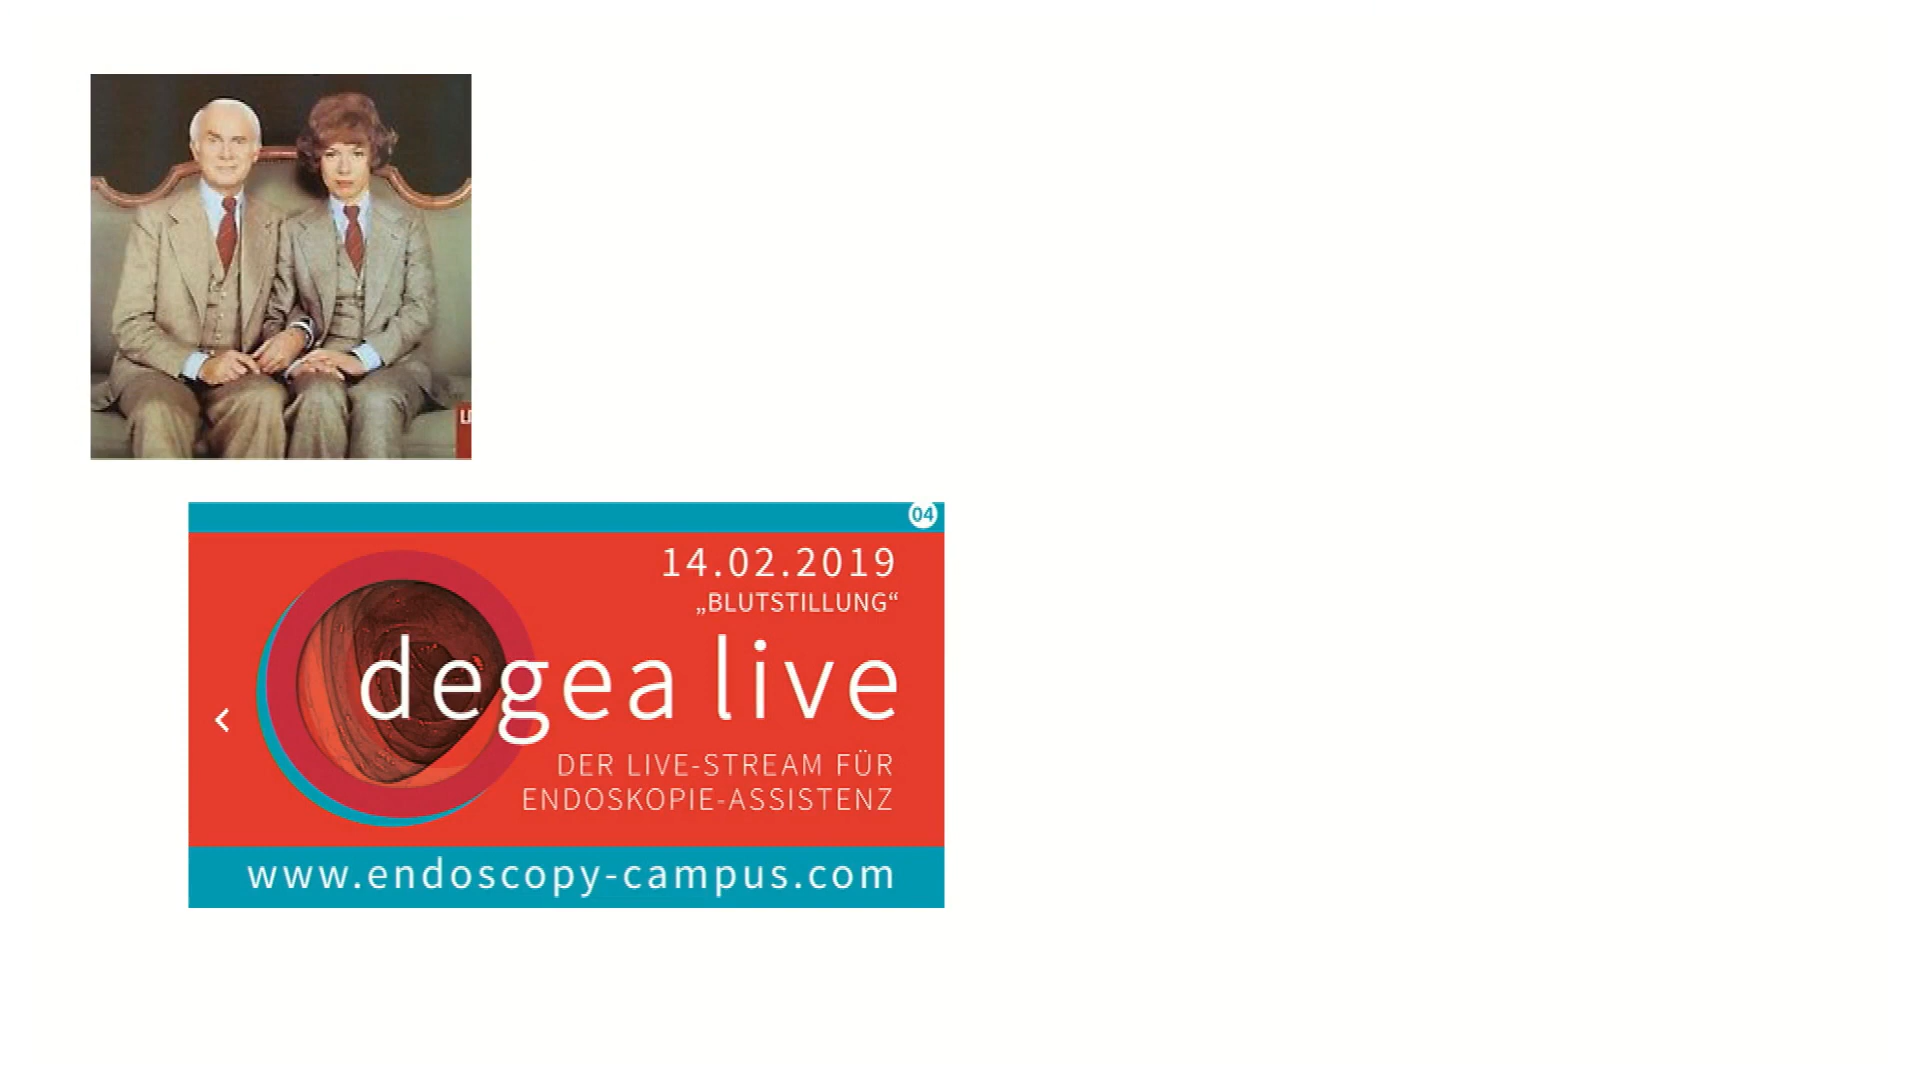 04
14.02.2019
„BLUTSTILLUNG“
degea live
DER LIVE-STREAM FÜR
ENDOSKOPIE-ASSISTENZ
www.endoscopy-campus.com